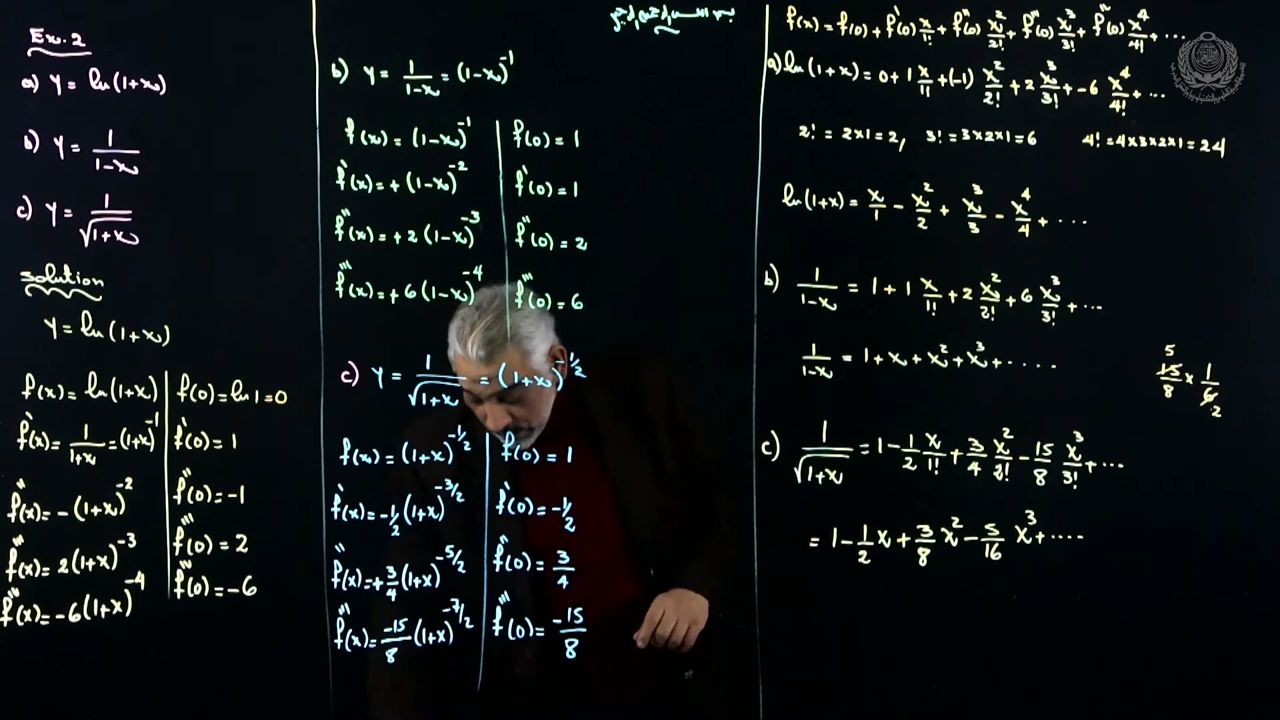 Ex. 2
a) Y = ln(1+x)
b) Y = 1/(1-x)
c) Y = 1/√(1+x)
solution
Y = ln(1+x)
f(x) = ln(1+x) | f(0) = ln 1 = 0
f'(x) = 1/(1+x) = (1+x)^-1 | f'(0) = 1
f''(x) = -(1+x)^-2 | f''(0) = -1
f'''(x) = 2(1+x)^-3 | f'''(0) = 2
f''''(x) = -6(1+x)^-4 | f''''(0) = -6
b) Y = 1/(1-x) = (1-x)^-1
f(x) = (1-x)^-1 | f(0) = 1
f'(x) = +(1-x)^-2 | f'(0) = 1
f''(x) = +2(1-x)^-3 | f''(0) = 2
f'''(x) = +6(1-x)^-4 | f'''(0) = 6
c) Y = 1/√(1+x) = (1+x)^-1/2
f(x) = (1+x)^-1/2 | f(0) = 1
f'(x) = -1/2 (1+x)^-3/2 | f'(0) = -1/2
f''(x) = +3/4 (1+x)^-5/2 | f''(0) = 3/4
f'''(x) = -15/8 (1+x)^-7/2 | f'''(0) = -15/8
f(x) = f(0) + f'(0) x/1! + f''(0) x²/2! + f'''(0) x³/3! + f''''(0) x⁴/4! + ...
a) ln(1+x) = 0 + 1 x/1! + (-1) x²/2! + 2 x³/3! + -6 x⁴/4! + ...
2! = 2×1 = 2, 3! = 3×2×1 = 6 4! = 4×3×2×1 = 24
ln(1+x) = x/1 - x²/2 + x³/3 - x⁴/4 + ...
b) 1/(1-x) = 1 + 1 x/1! + 2 x²/2! + 6 x³/3! + ...
1/(1-x) = 1 + x + x² + x³ + ....
5
15/8 × 1/6
2
c) 1/√(1+x) = 1 - 1/2 x/1! + 3/4 x²/2! - 15/8 x³/3! + ...
= 1 - 1/2 x + 3/8 x² - 5/16 x³ + ....